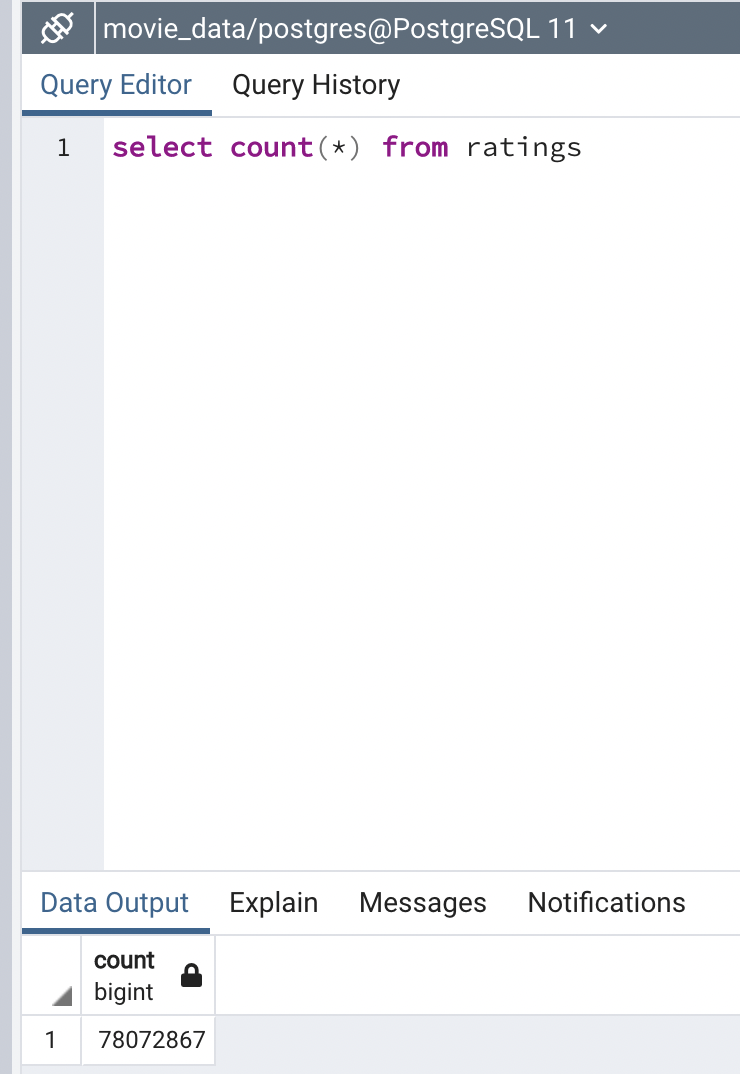 movie_data/postgres@PostgreSQL 11
Query Editor Query History
1 select count(*) from ratings
Data Output Explain Messages Notifications
count
bigint
1 78072867